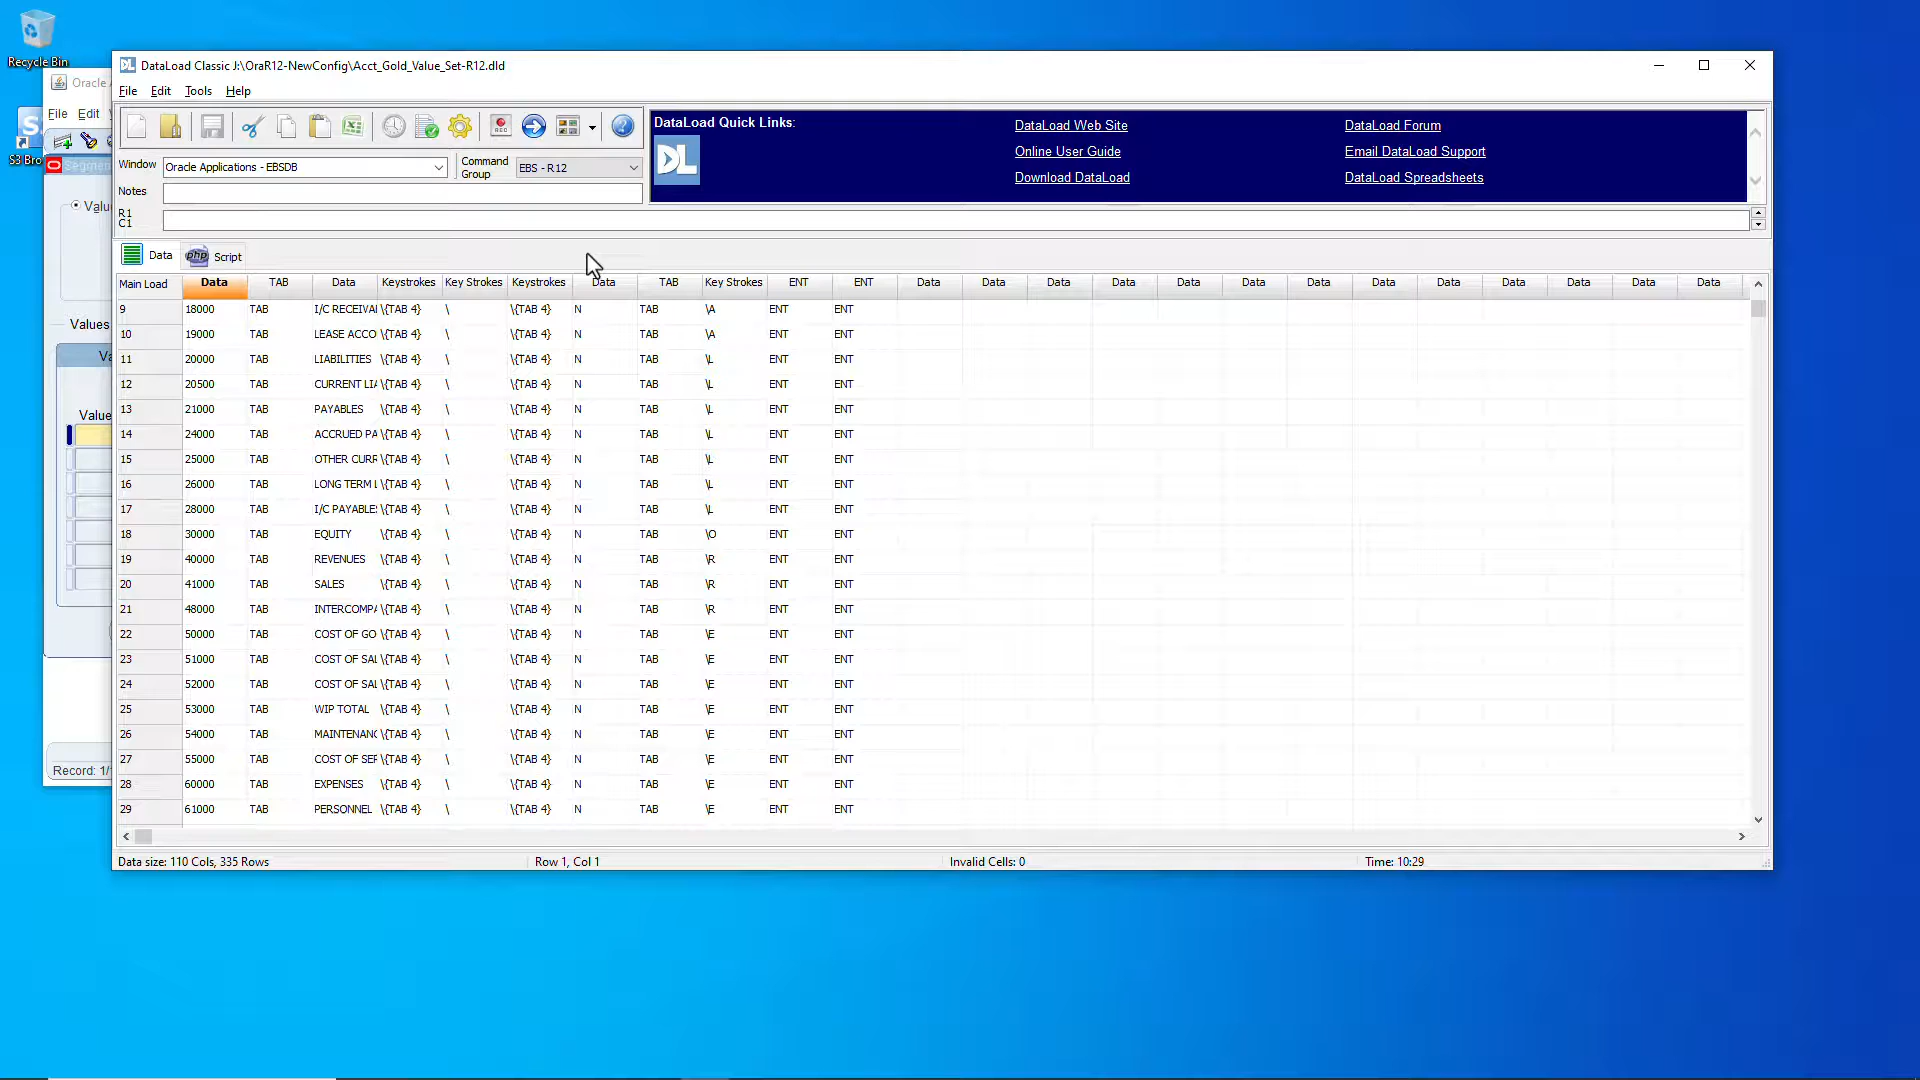 Recycle Bin
S3 Bro
Oracle
File Edit
Segmen
Valu
Values
Va
Value
Record: 1/
DataLoad Classic J:\OraR12-NewConfig\Acct_Gold_Value_Set-R12.dld
File Edit Tools Help
Window Oracle Applications - EBSDB Command Group EBS - R12
Notes
R1
C1
DataLoad Quick Links:
DL
DataLoad Web Site DataLoad Forum
Online User Guide Email DataLoad Support
Download DataLoad DataLoad Spreadsheets
Data php Script
Main Load Data TAB Data Keystrokes Key Strokes Keystrokes Data TAB Key Strokes ENT ENT Data Data Data Data Data Data Data Data Data Data Data Data Data
9 18000 TAB I/C RECEIVAI \{TAB 4} \ \{TAB 4} N TAB \A ENT ENT
10 19000 TAB LEASE ACCO \{TAB 4} \ \{TAB 4} N TAB \A ENT ENT
11 20000 TAB LIABILITIES \{TAB 4} \ \{TAB 4} N TAB \L ENT ENT
12 20500 TAB CURRENT LIA \{TAB 4} \ \{TAB 4} N TAB \L ENT ENT
13 21000 TAB PAYABLES \{TAB 4} \ \{TAB 4} N TAB \L ENT ENT
14 24000 TAB ACCRUED PA \{TAB 4} \ \{TAB 4} N TAB \L ENT ENT
15 25000 TAB OTHER CURR \{TAB 4} \ \{TAB 4} N TAB \L ENT ENT
16 26000 TAB LONG TERM L \{TAB 4} \ \{TAB 4} N TAB \L ENT ENT
17 28000 TAB I/C PAYABLES \{TAB 4} \ \{TAB 4} N TAB \L ENT ENT
18 30000 TAB EQUITY \{TAB 4} \ \{TAB 4} N TAB \O ENT ENT
19 40000 TAB REVENUES \{TAB 4} \ \{TAB 4} N TAB \R ENT ENT
20 41000 TAB SALES \{TAB 4} \ \{TAB 4} N TAB \R ENT ENT
21 48000 TAB INTERCOMPA \{TAB 4} \ \{TAB 4} N TAB \R ENT ENT
22 50000 TAB COST OF GO \{TAB 4} \ \{TAB 4} N TAB \E ENT ENT
23 51000 TAB COST OF SAL \{TAB 4} \ \{TAB 4} N TAB \E ENT ENT
24 52000 TAB COST OF SAL \{TAB 4} \ \{TAB 4} N TAB \E ENT ENT
25 53000 TAB WIP TOTAL \{TAB 4} \ \{TAB 4} N TAB \E ENT ENT
26 54000 TAB MAINTENANC \{TAB 4} \ \{TAB 4} N TAB \E ENT ENT
27 55000 TAB COST OF SER \{TAB 4} \ \{TAB 4} N TAB \E ENT ENT
28 60000 TAB EXPENSES \{TAB 4} \ \{TAB 4} N TAB \E ENT ENT
29 61000 TAB PERSONNEL \{TAB 4} \ \{TAB 4} N TAB \E ENT ENT
Data size: 110 Cols, 335 Rows Row 1, Col 1 Invalid Cells: 0 Time: 10:29